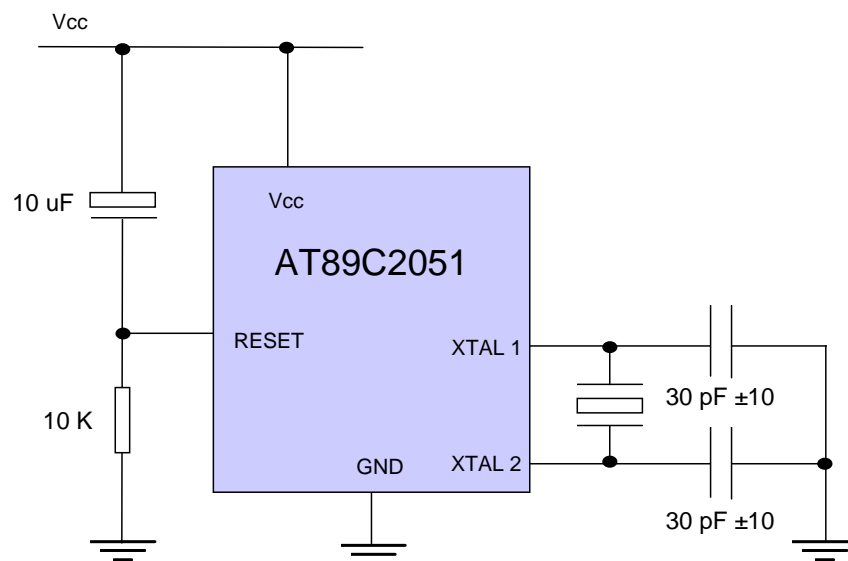 Vcc
10 uF
Vcc
AT89C2051
RESET
XTAL 1
30 pF ±10
10 K
GND
XTAL 2
30 pF ±10